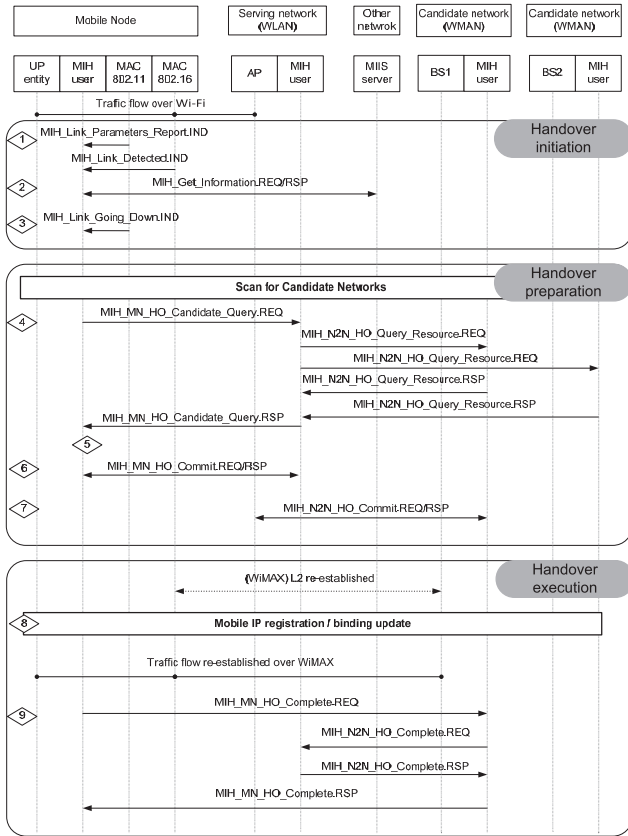 Mobile Node
Serving network
(WLAN)
Other
netwrok
Candidate network
(WMAN)
Candidate network
(WMAN)
UP
entity
MIH
user
MAC
802.11
MAC
802.16
AP
MIH
user
MIIS
server
BS1
MIH
user
BS2
MIH
user
Traffic flow over Wi-Fi
Handover
initiation
1
MIH_Link_Parameters_Report.IND
MIH_Link_Detected.IND
2
MIH_Get_Information.REQ/RSP
3
MIH_Link_Going_Down.IND
Handover
preparation
Scan for Candidate Networks
4
MIH_MN_HO_Candidate_Query.REQ
MIH_N2N_HO_Query_Resource.REQ
MIH_N2N_HO_Query_Resource.REQ
MIH_N2N_HO_Query_Resource.RSP
MIH_N2N_HO_Query_Resource.RSP
MIH_MN_HO_Candidate_Query.RSP
5
6
MIH_MN_HO_Commit.REQ/RSP
7
MIH_N2N_HO_Commit.REQ/RSP
Handover
execution
(WiMAX) L2 re-established
8
Mobile IP registration / binding update
Traffic flow re-established over WiMAX
9
MIH_MN_HO_Complete.REQ
MIH_N2N_HO_Complete.REQ
MIH_N2N_HO_Complete.RSP
MIH_MN_HO_Complete.RSP